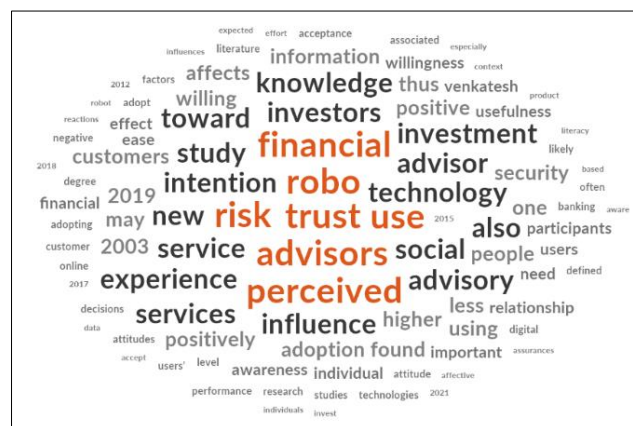 expected effort acceptance
influences literature information associated especially
2012 factors affects willingness context
robot adopt willing knowledge thus venkatesh product
reactions effect toward investors positive usefulness
negative ease financial investment literacy
2018 customers study advisor security likely
degree intention robo technology based often
financial 2019 one banking aware
adopting may new risk trust use 2015 also participants
customer 2003 service advisors social people users
online
2017 experience perceived advisory need defined
decisions services influence higher less relationship
data using digital
attitudes positively adoption found important assurances
accept users' level awareness individual attitude affective
performance research studies technologies 2021
individuals invest